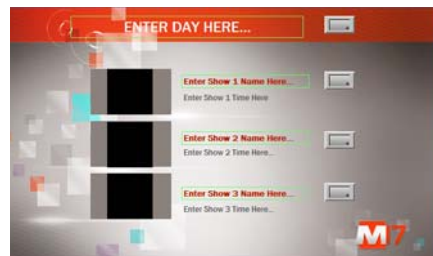 ENTER DAY HERE...
Enter Show 1 Name Here...
Enter Show 1 Time Here
Enter Show 2 Name Here...
Enter Show 2 Time Here...
Enter Show 3 Name Here...
Enter Show 3 Time Here...
M7